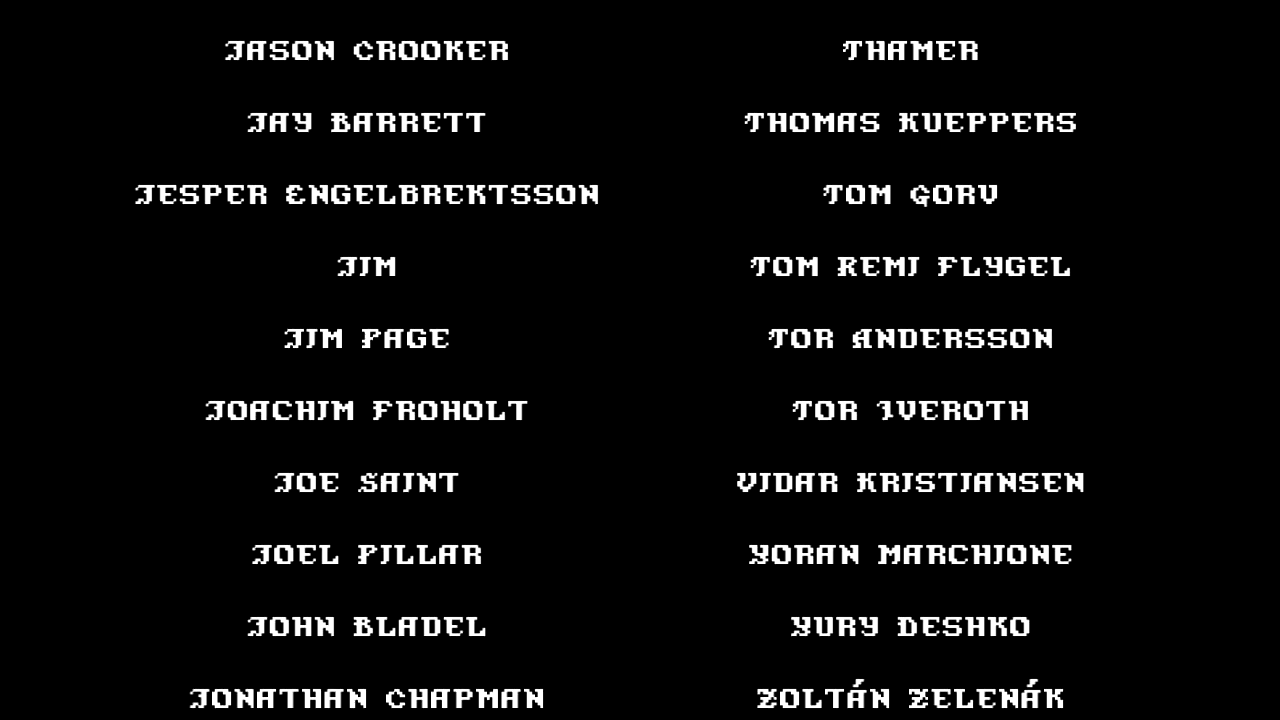 JASON CROOKER
JAY BARRETT
JESPER ENGELBREKTSSON
JIM
JIM PAGE
JOACHIM FROHOLT
JOE SAINT
JOEL PILLAR
JOHN BLADEL
JONATHAN CHAPMAN
THAMER
THOMAS KUEPPERS
TOM GORV
TOM REMI FLYGEL
TOR ANDERSSON
TOR IVEROTH
VIDAR KRISTIANSEN
YORAN MARCHIONE
YURY DESHKO
ZOLTÁN ZELENÁK